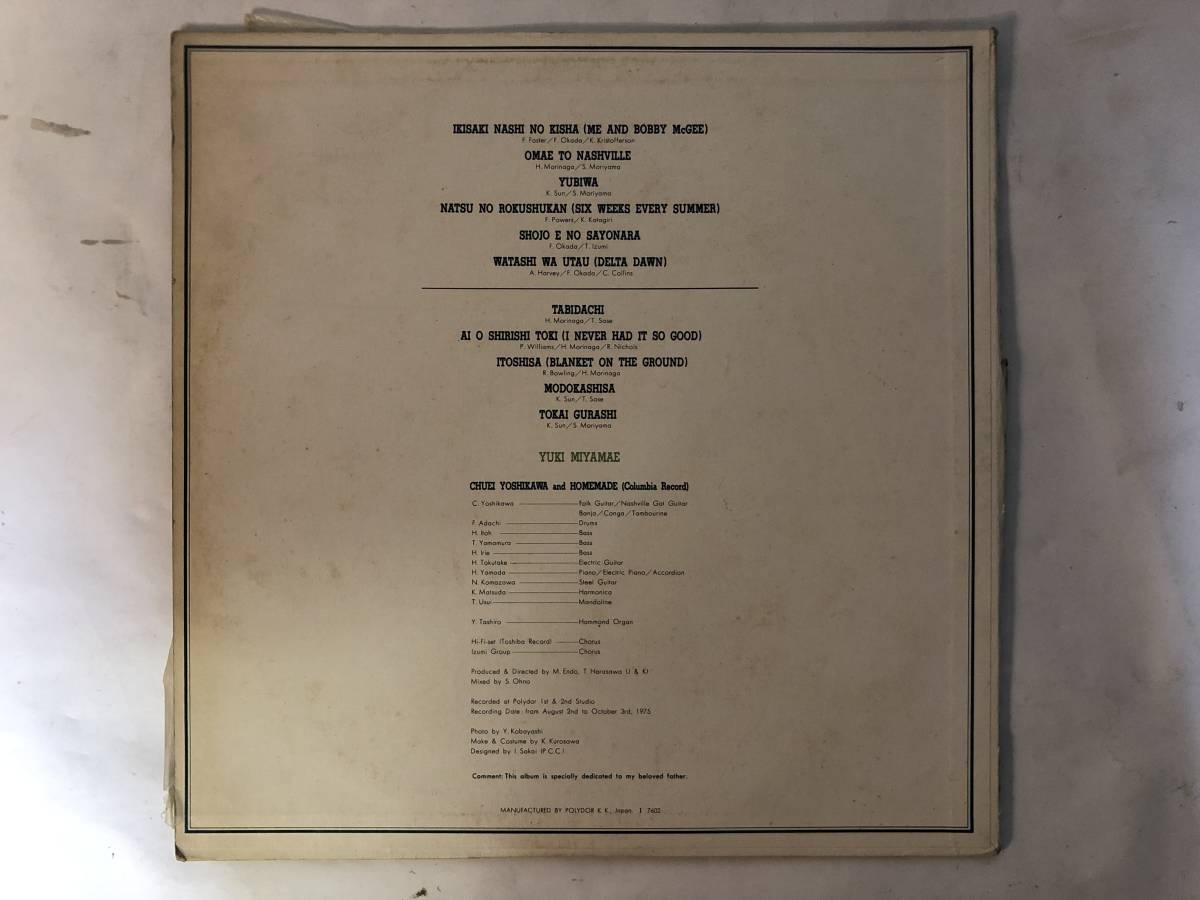 IKISAKI NASHI NO KISHA (ME AND BOBBY McGEE)
F. Foster/F. Okada/K. Kristofferson
OMAE TO NASHVILLE
H. Morinaga/S. Moriyama
YUBIWA
K. Sun/S. Moriyama
NATSU NO ROKUSHUKAN (SIX WEEKS EVERY SUMMER)
F. Powers/K. Katagiri
SHOJO E NO SAYONARA
F. Okada/T. Izumi
WATASHI WA UTAU (DELTA DAWN)
A. Harvey/F. Okada/C. Collins
TABIDACHI
H. Morinaga/T. Sase
AI O SHIRISHI TOKI (I NEVER HAD IT SO GOOD)
P. Williams/H. Morinaga/R. Nichols
ITOSHISA (BLANKET ON THE GROUND)
R. Bowling/H. Morinaga
MODOKASHISA
K. Sun/T. Sase
TOKAI GURASHI
K. Sun/S. Moriyama
YUKI MIYAMAE
CHUEI YOSHIKAWA and HOMEMADE (Columbia Record)
C. Yoshikawa Folk Guitar/Nashville Gat Guitar
Banjo/Conga/Tambourine
F. Adachi Drums
H. Itoh Bass
T. Yamamura Bass
H. Irie Bass
H. Tokutake Electric Guitar
H. Yamada Piano/Electric Piano/Accordion
N. Komazawa Steel Guitar
K. Matsuda Harmonica
T. Usui Mandoline
Y. Tashiro Hammond Organ
Hi-Fi-set (Toshiba Record) Chorus
Izumi Group Chorus
Produced & Directed by M. Endo, T. Harasawa (J & K)
Mixed by S. Ohno
Recorded at Polydor 1st & 2nd Studio
Recording Date: from August 2nd to October 3rd, 1975
Photo by Y. Kobayashi
Make & Costume by K. Kurosawa
Designed by I. Sakai (P.C.C.)
Comment: This album is specially dedicated to my beloved father.
MANUFACTURED BY POLYDOR K.K., Japan. I 7602